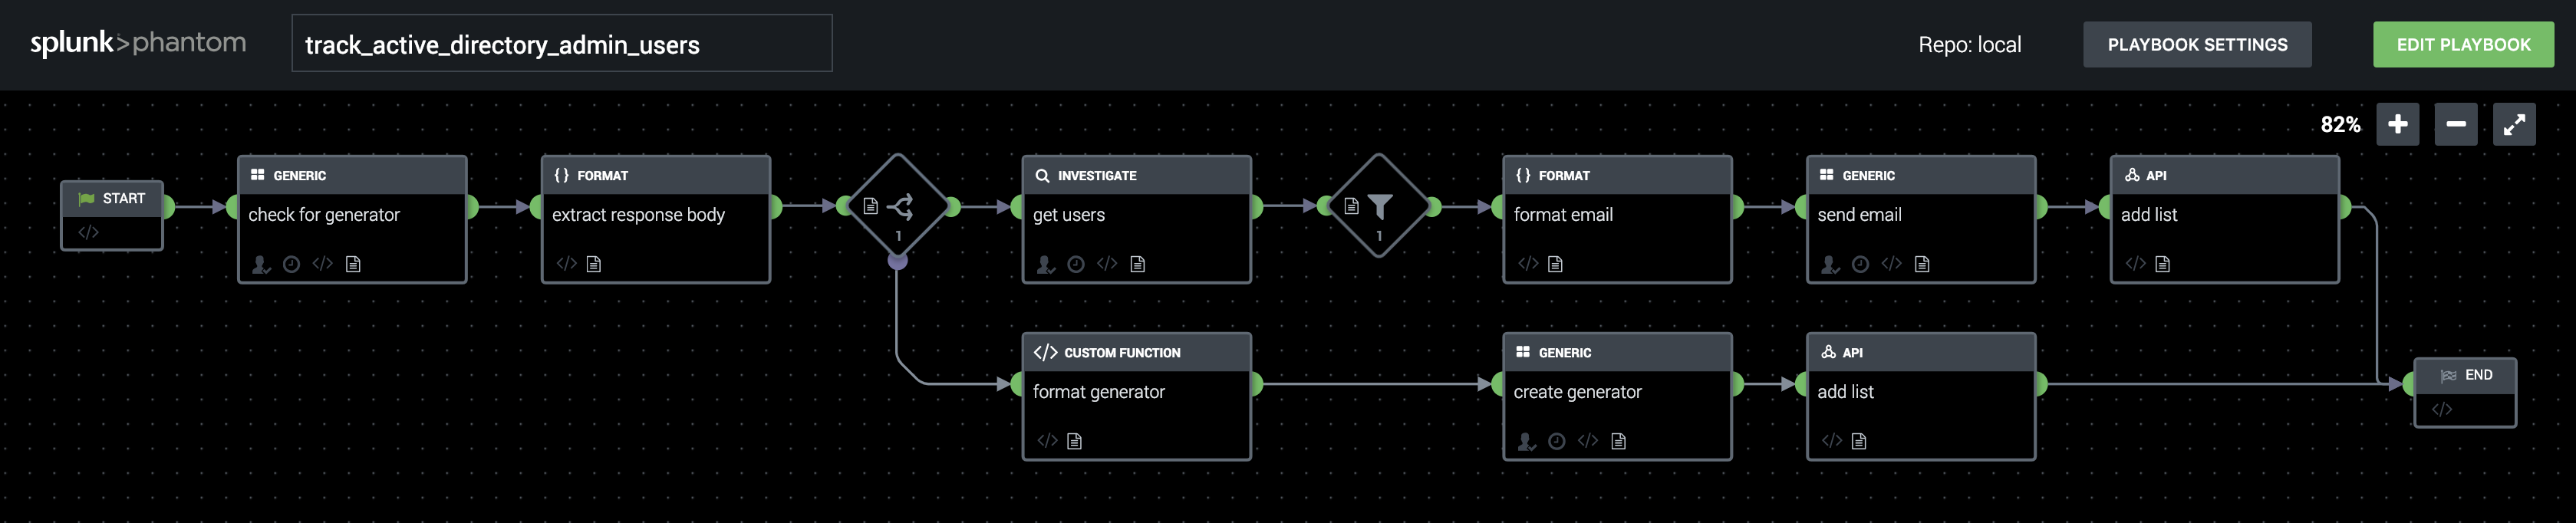 splunk>phantom
track_active_directory_admin_users
Repo: local
PLAYBOOK SETTINGS
EDIT PLAYBOOK
82%
START
</>
GENERIC
check for generator
</>
{} FORMAT
extract response body
</>
1
INVESTIGATE
get users
</>
1
{} FORMAT
format email
</>
GENERIC
send email
</>
API
add list
</>
</> CUSTOM FUNCTION
format generator
</>
GENERIC
create generator
</>
API
add list
</>
END
</>